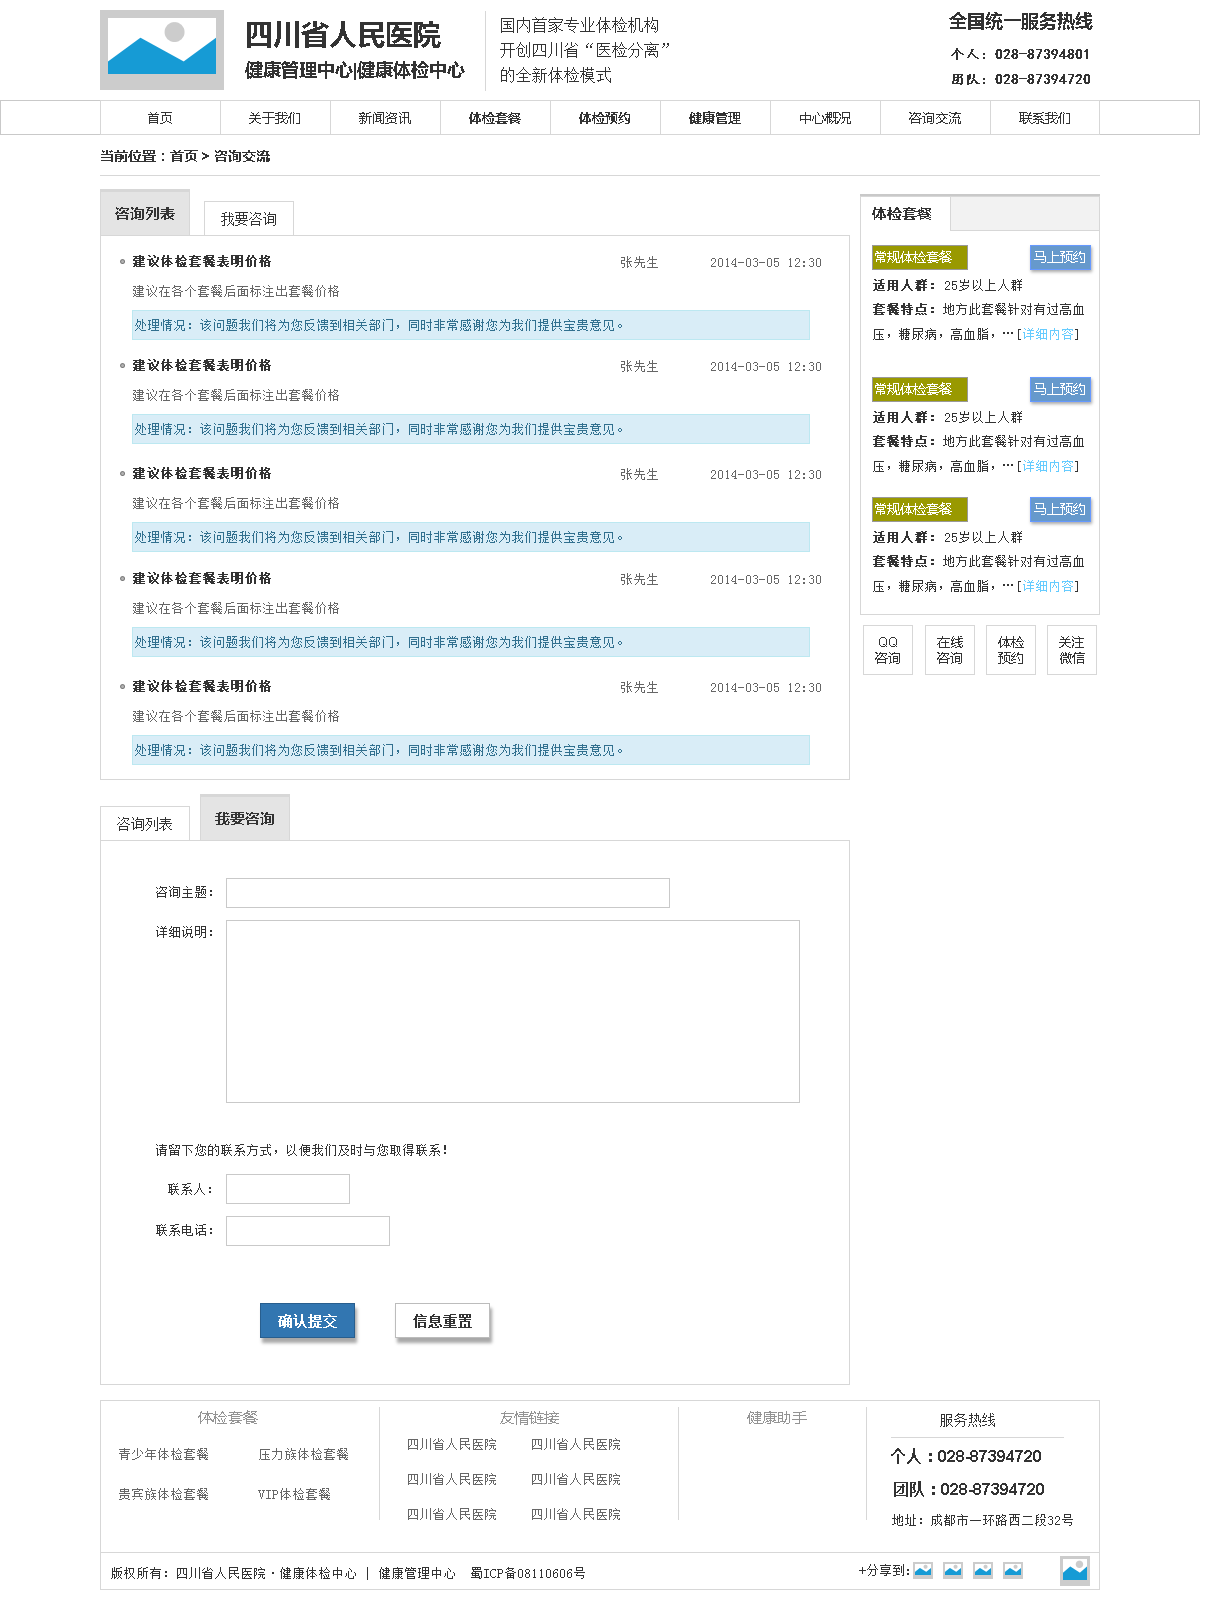 四川省人民医院
健康管理中心|健康体检中心
国内首家专业体检机构
开创四川省“医检分离”
的全新体检模式
全国统一服务热线
个人：028-87394801
团队：028-87394720
首页 关于我们 新闻资讯 体检套餐 体检预约 健康管理 中心概况 咨询交流 联系我们
当前位置：首页 > 咨询交流
咨询列表 我要咨询
建议体检套餐表明价格 张先生 2014-03-05 12:30
建议在各个套餐后面标注出套餐价格
处理情况：该问题我们将为您反馈到相关部门，同时非常感谢您为我们提供宝贵意见。
建议体检套餐表明价格 张先生 2014-03-05 12:30
建议在各个套餐后面标注出套餐价格
处理情况：该问题我们将为您反馈到相关部门，同时非常感谢您为我们提供宝贵意见。
建议体检套餐表明价格 张先生 2014-03-05 12:30
建议在各个套餐后面标注出套餐价格
处理情况：该问题我们将为您反馈到相关部门，同时非常感谢您为我们提供宝贵意见。
建议体检套餐表明价格 张先生 2014-03-05 12:30
建议在各个套餐后面标注出套餐价格
处理情况：该问题我们将为您反馈到相关部门，同时非常感谢您为我们提供宝贵意见。
建议体检套餐表明价格 张先生 2014-03-05 12:30
建议在各个套餐后面标注出套餐价格
处理情况：该问题我们将为您反馈到相关部门，同时非常感谢您为我们提供宝贵意见。
体检套餐
常规体检套餐 马上预约
适用人群：25岁以上人群
套餐特点：地方此套餐针对有过高血
压，糖尿病，高血脂，…[详细内容]
常规体检套餐 马上预约
适用人群：25岁以上人群
套餐特点：地方此套餐针对有过高血
压，糖尿病，高血脂，…[详细内容]
常规体检套餐 马上预约
适用人群：25岁以上人群
套餐特点：地方此套餐针对有过高血
压，糖尿病，高血脂，…[详细内容]
QQ 在线 体检 关注
咨询 咨询 预约 微信
咨询列表 我要咨询
咨询主题：
详细说明：
请留下您的联系方式，以便我们及时与您取得联系！
联系人：
联系电话：
确认提交 信息重置
体检套餐
青少年体检套餐 压力族体检套餐
贵宾族体检套餐 VIP体检套餐
友情链接
四川省人民医院 四川省人民医院
四川省人民医院 四川省人民医院
四川省人民医院 四川省人民医院
健康助手
服务热线
个人：028-87394720
团队：028-87394720
地址：成都市一环路西二段32号
版权所有：四川省人民医院·健康体检中心 | 健康管理中心 蜀ICP备08110606号
+分享到: